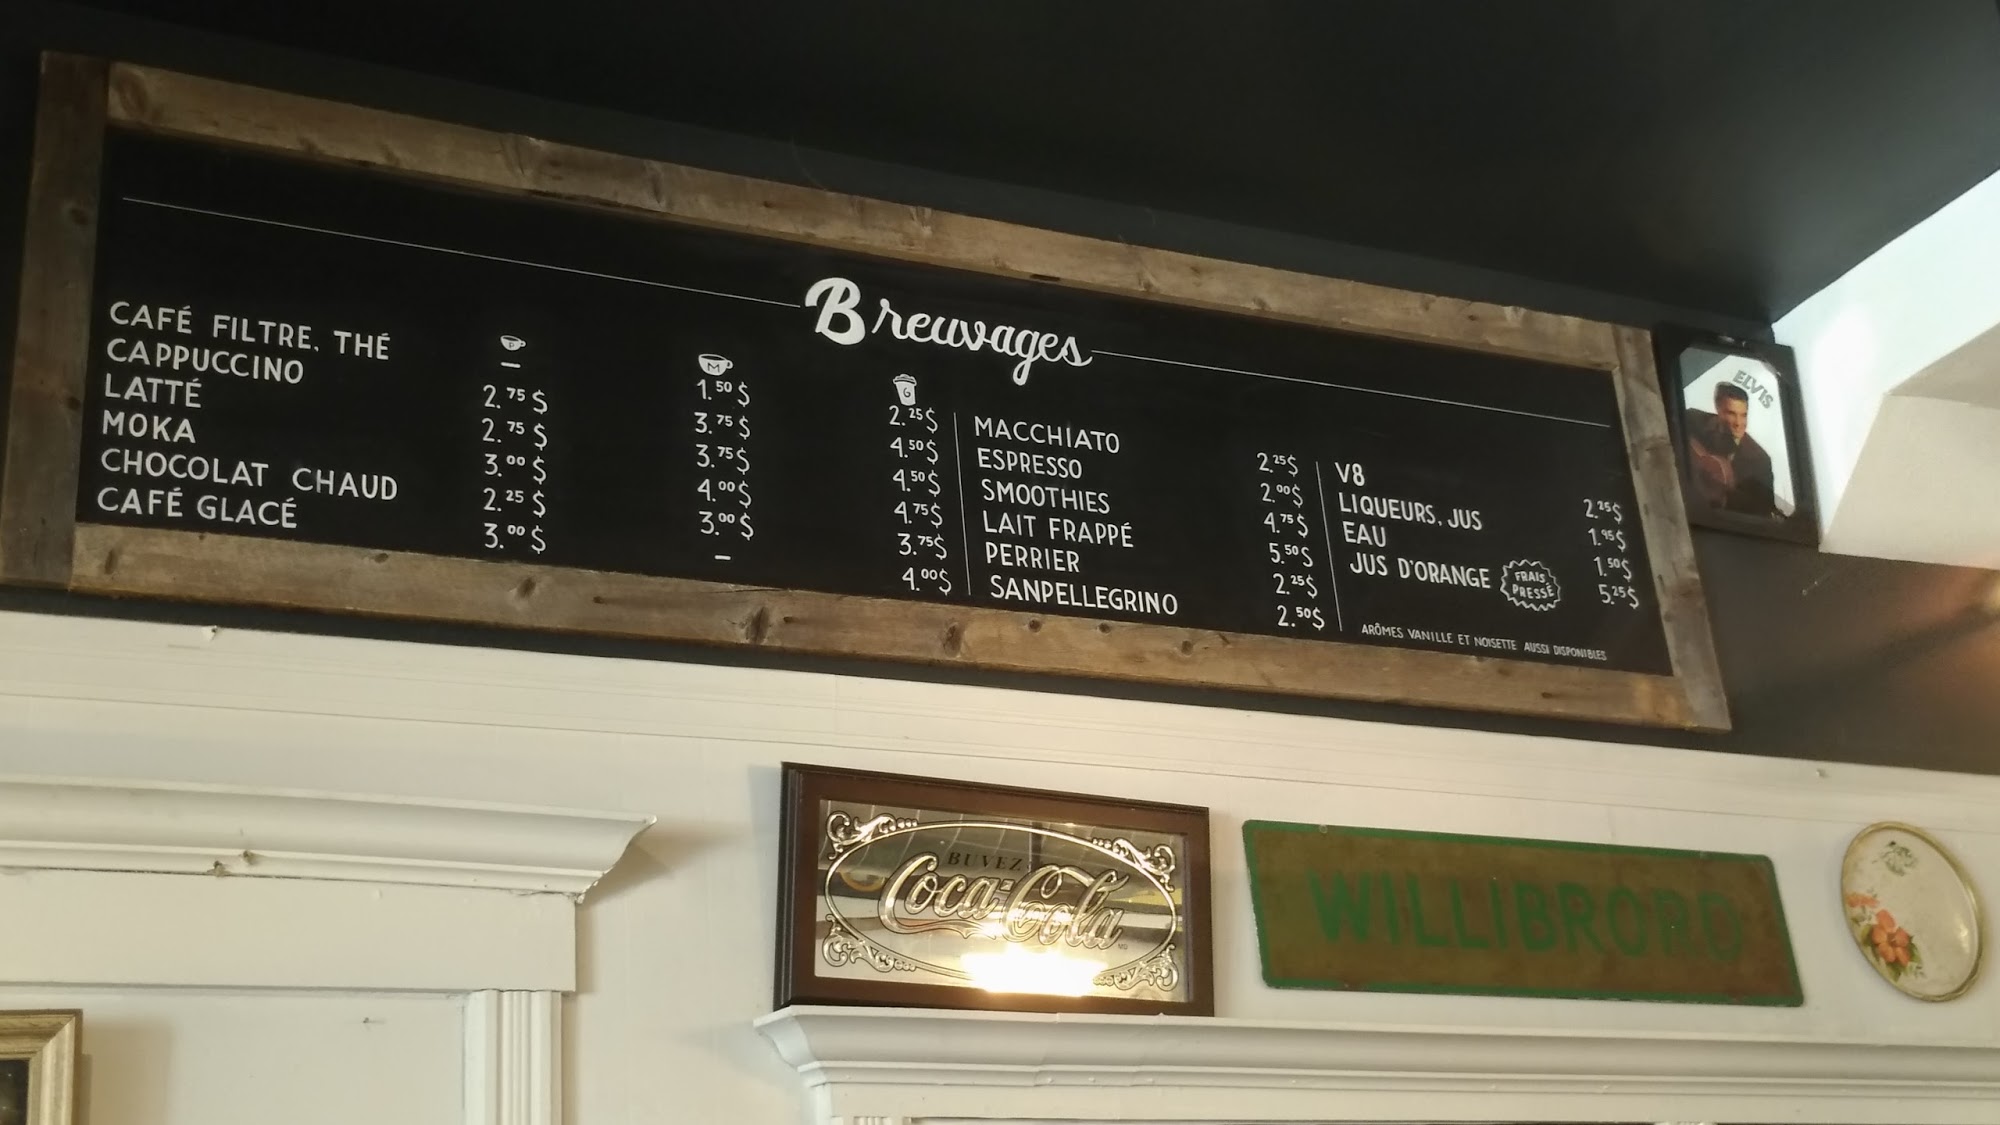 Breuvages
P M G
CAFÉ FILTRE, THÉ – 1.50$ 2.25$
CAPPUCCINO 2.75$ 3.75$ 4.50$
LATTÉ 2.75$ 3.75$ 4.50$
MOKA 3.00$ 4.00$ 4.75$
CHOCOLAT CHAUD 2.25$ 3.00$ 3.75$
CAFÉ GLACÉ 3.00$ – 4.00$
MACCHIATO 2.25$
ESPRESSO 2.00$
SMOOTHIES 4.75$
LAIT FRAPPÉ 5.50$
PERRIER 2.25$
SANPELLEGRINO 2.50$
V8 2.25$
LIQUEURS, JUS 1.95$
EAU 1.50$
JUS D'ORANGE FRAIS PRESSÉ 5.25$
ARÔMES VANILLE ET NOISETTE AUSSI DISPONIBLES
ELVIS
BUVEZ
Coca-Cola
MD
WILLIBRORD